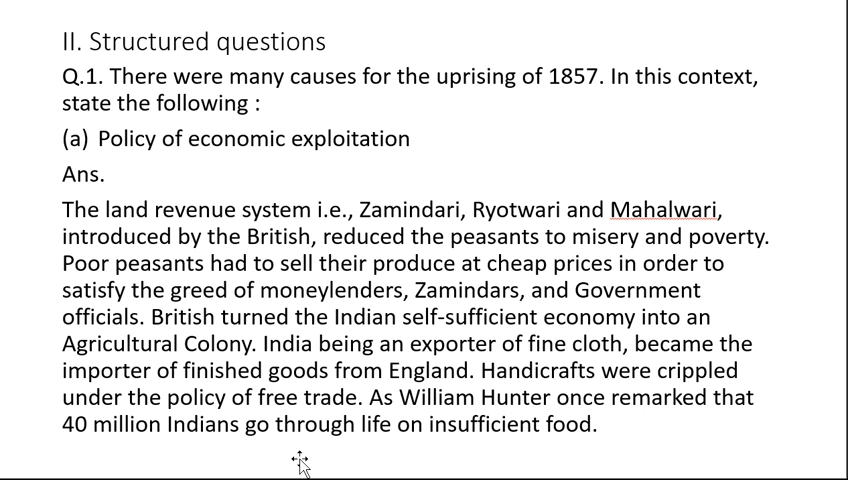 II. Structured questions
Q.1. There were many causes for the uprising of 1857. In this context,
state the following :
(a) Policy of economic exploitation
Ans.
The land revenue system i.e., Zamindari, Ryotwari and Mahalwari,
introduced by the British, reduced the peasants to misery and poverty.
Poor peasants had to sell their produce at cheap prices in order to
satisfy the greed of moneylenders, Zamindars, and Government
officials. British turned the Indian self-sufficient economy into an
Agricultural Colony. India being an exporter of fine cloth, became the
importer of finished goods from England. Handicrafts were crippled
under the policy of free trade. As William Hunter once remarked that
40 million Indians go through life on insufficient food.